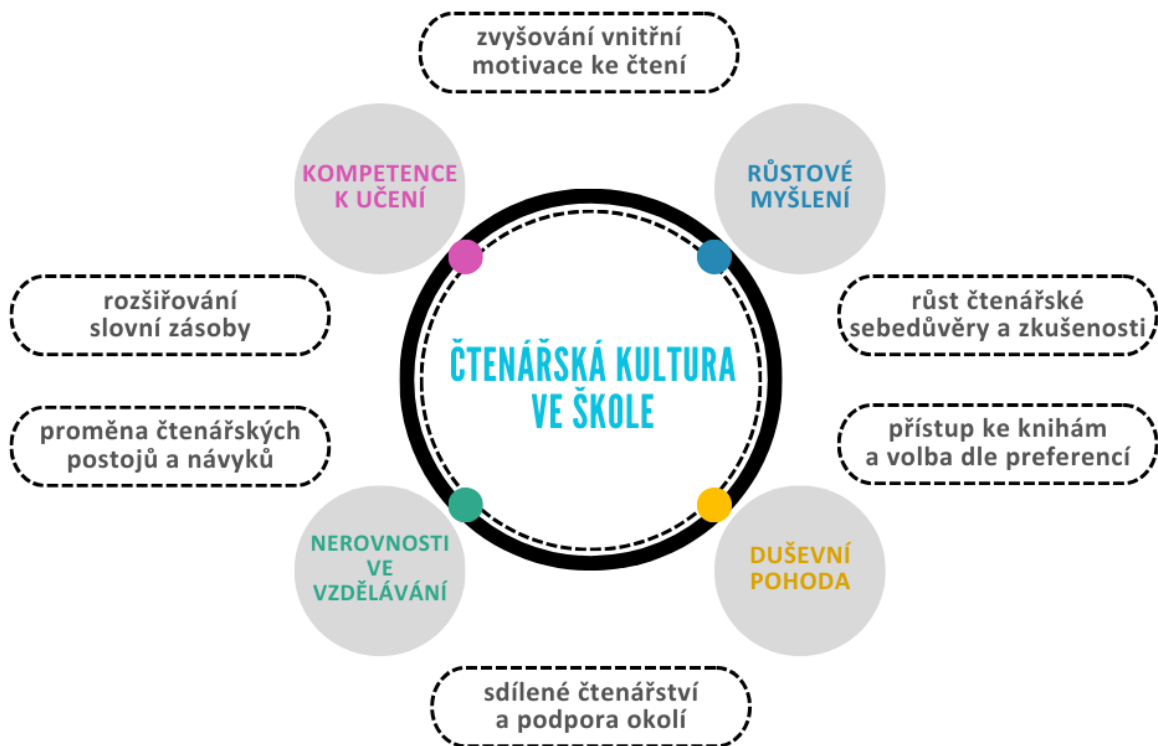 zvyšování vnitřní
motivace ke čtení
KOMPETENCE
K UČENÍ
RŮSTOVÉ
MYŠLENÍ
rozšiřování
slovní zásoby
růst čtenářské
sebedůvěry a zkušenosti
ČTENÁŘSKÁ KULTURA
VE ŠKOLE
proměna čtenářských
postojů a návyků
přístup ke knihám
a volba dle preferencí
NEROVNOSTI
VE
VZDĚLÁVÁNÍ
DUŠEVNÍ
POHODA
sdílené čtenářství
a podpora okolí